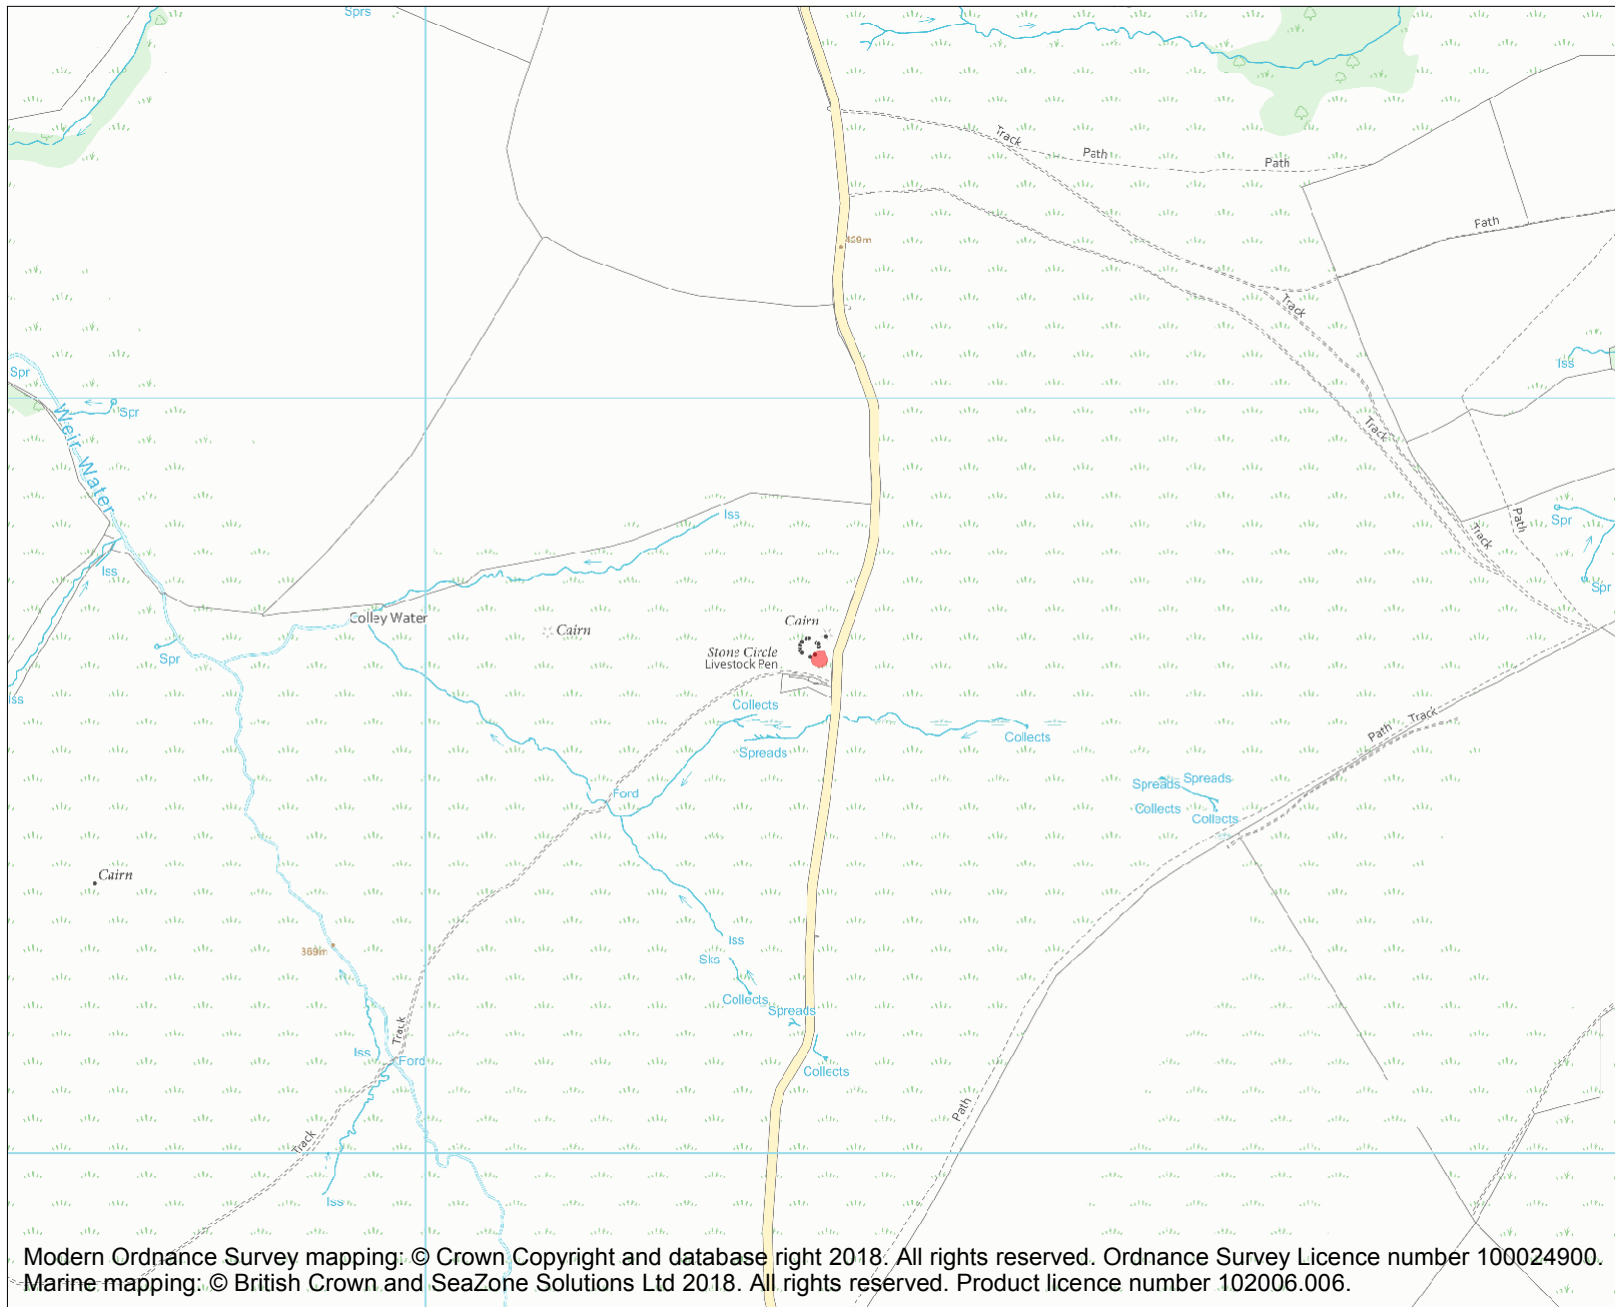 Sprs
Track
Path
Path
Path
Track
Iss
Spr
Spr
Weir Water
Track
Iss
Path
Spr
Track
Iss
Spr
Colley Water
Cairn
Cairn
Stone Circle
Livestock Pen
Spr
Iss
Collects
Collects
Spreads
Path
Track
Spreads
Spreads
Collects
Collects
Ford
Cairn
Iss
369m
Sks
Collects
Spreads
Track
Iss
Ford
Collects
Path
Track
Iss
Modern Ordnance Survey mapping: © Crown Copyright and database right 2018. All rights reserved. Ordnance Survey Licence number 100024900.
Marine mapping: © British Crown and SeaZone Solutions Ltd 2018. All rights reserved. Product licence number 102006.006.